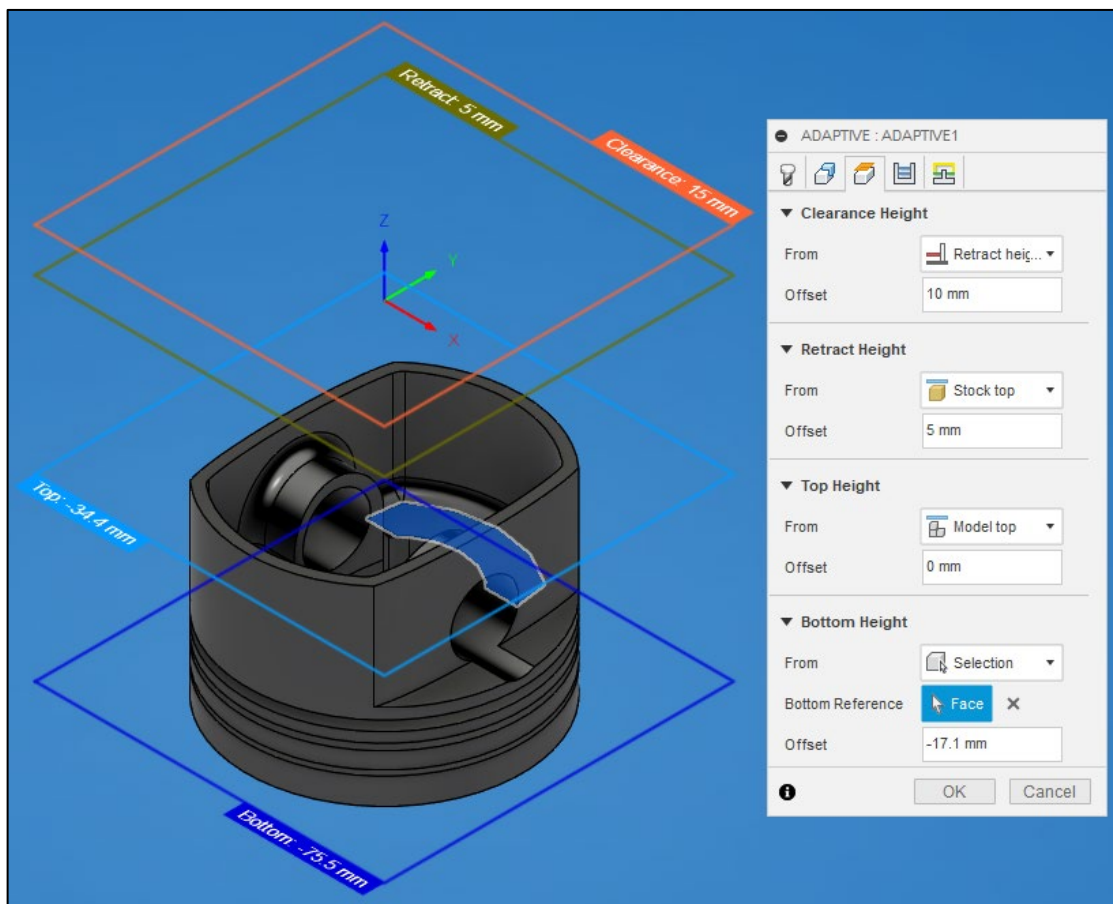 Retract: 5 mm
Clearance: 15 mm
Z
Y
X
Top: -34.4 mm
Bottom: -75.5 mm
ADAPTIVE : ADAPTIVE1
Clearance Height
From Retract heig...
Offset 10 mm
Retract Height
From Stock top
Offset 5 mm
Top Height
From Model top
Offset 0 mm
Bottom Height
From Selection
Bottom Reference Face
Offset -17.1 mm
OK Cancel